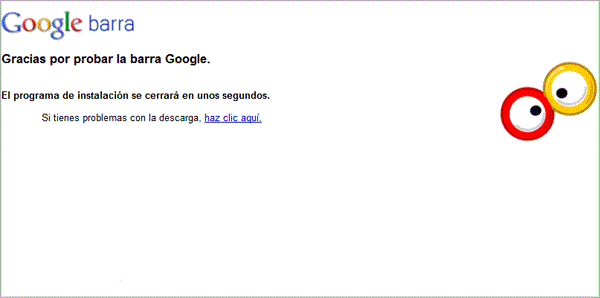 Google barra
Gracias por probar la barra Google.
El programa de instalación se cerrará en unos segundos.
Si tienes problemas con la descarga, haz clic aquí.